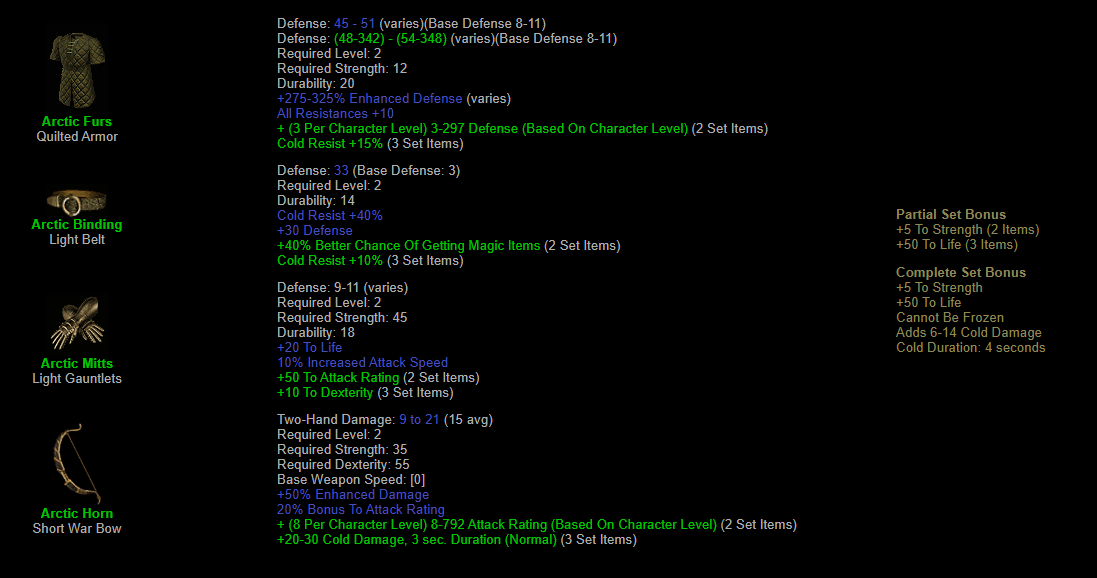 Defense: 45 - 51 (varies)(Base Defense 8-11)
Defense: (48-342) - (54-348) (varies)(Base Defense 8-11)
Required Level: 2
Required Strength: 12
Durability: 20
+275-325% Enhanced Defense (varies)
All Resistances +10
+ (3 Per Character Level) 3-297 Defense (Based On Character Level) (2 Set Items)
Cold Resist +15% (3 Set Items)
Arctic Furs
Quilted Armor
Defense: 33 (Base Defense: 3)
Required Level: 2
Durability: 14
Cold Resist +40%
+30 Defense
+40% Better Chance Of Getting Magic Items (2 Set Items)
Cold Resist +10% (3 Set Items)
Arctic Binding
Light Belt
Defense: 9-11 (varies)
Required Level: 2
Required Strength: 45
Durability: 18
+20 To Life
10% Increased Attack Speed
+50 To Attack Rating (2 Set Items)
+10 To Dexterity (3 Set Items)
Arctic Mitts
Light Gauntlets
Two-Hand Damage: 9 to 21 (15 avg)
Required Level: 2
Required Strength: 35
Required Dexterity: 55
Base Weapon Speed: [0]
+50% Enhanced Damage
20% Bonus To Attack Rating
+ (8 Per Character Level) 8-792 Attack Rating (Based On Character Level) (2 Set Items)
+20-30 Cold Damage, 3 sec. Duration (Normal) (3 Set Items)
Arctic Horn
Short War Bow
Partial Set Bonus
+5 To Strength (2 Items)
+50 To Life (3 Items)
Complete Set Bonus
+5 To Strength
+50 To Life
Cannot Be Frozen
Adds 6-14 Cold Damage
Cold Duration: 4 seconds